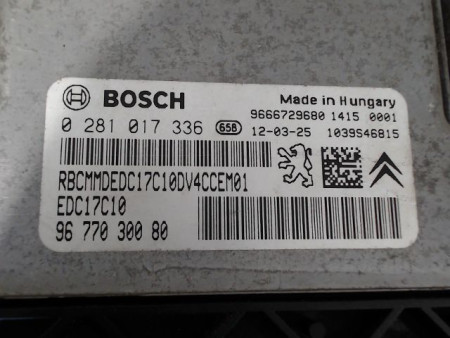 BOSCH
Made in Hungary
9666729680 1415 0001
0 281 017 336 65B 12-03-25 1039S46815
RBCMMDEDC17C10DV4CCEM01
EDC17C10
96 770 300 80